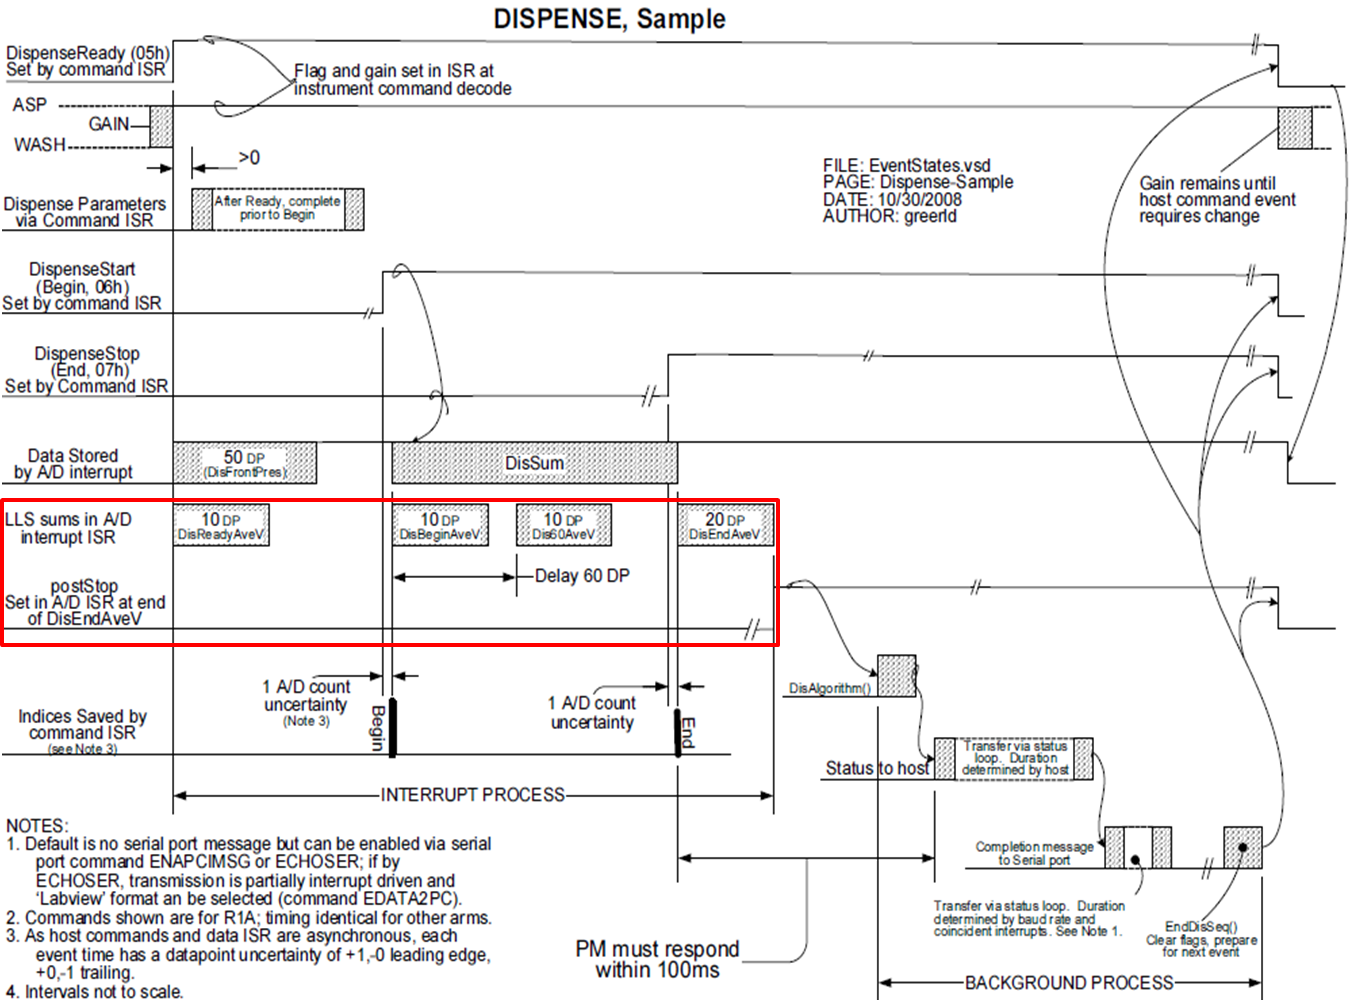 DISPENSE, Sample
DispenseReady (05h)
Set by command ISR
Flag and gain set in ISR at
instrument command decode
ASP
GAIN
WASH
>0
FILE: EventStates.vsd
PAGE: Dispense-Sample
DATE: 10/30/2008
AUTHOR: greerld
Gain remains until
host command event
requires change
Dispense Parameters
via Command ISR
After Ready, complete
prior to Begin
DispenseStart
(Begin, 06h)
Set by command ISR
DispenseStop
(End, 07h)
Set by Command ISR
Data Stored
by A/D interrupt
50 DP
(DisFrontPres)
DisSum
LLS sums in A/D
interrupt ISR
10 DP
DisReadyAveV
10 DP
DisBeginAveV
10 DP
Dis60AveV
20 DP
DisEndAveV
Delay 60 DP
postStop
Set in A/D ISR at end
of DisEndAveV
1 A/D count
uncertainty
(Note 3)
1 A/D count
uncertainty
DisAlgorithm()
Indices Saved by
command ISR
(see Note 3)
Begin
End
Status to host
Transfer via status
loop. Duration
determined by host
INTERRUPT PROCESS
Completion message
to Serial port
Transfer via status loop. Duration
determined by baud rate and
coincident interrupts. See Note 1.
EndDisSeq()
Clear flags, prepare
for next event
PM must respond
within 100ms
BACKGROUND PROCESS
NOTES:
1. Default is no serial port message but can be enabled via serial
port command ENAPCIMSG or ECHOSER; if by
ECHOSER, transmission is partially interrupt driven and
'Labview' format an be selected (command EDATA2PC).
2. Commands shown are for R1A; timing identical for other arms.
3. As host commands and data ISR are asynchronous, each
event time has a datapoint uncertainty of +1,-0 leading edge,
+0,-1 trailing.
4. Intervals not to scale.